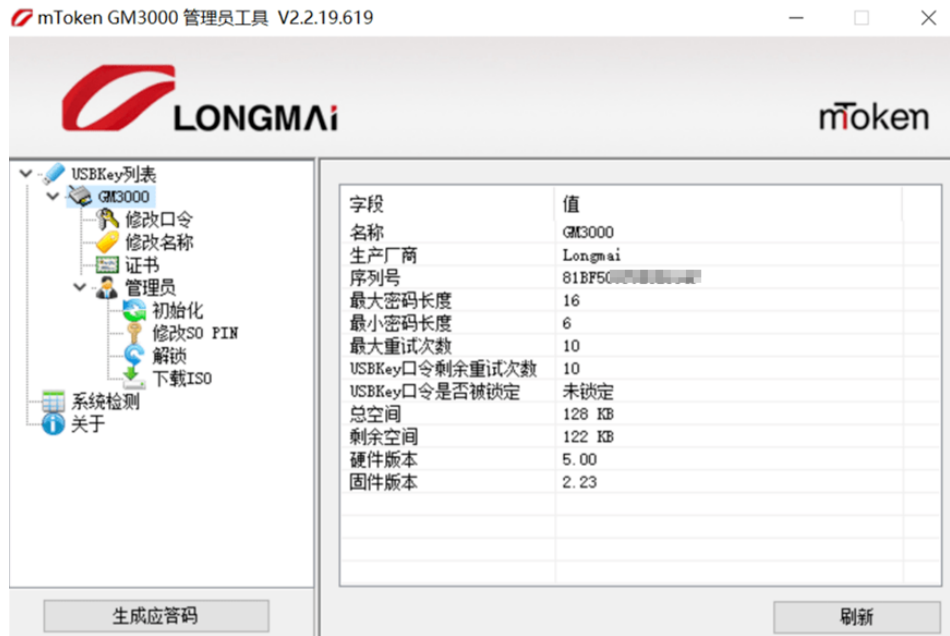 mToken GM3000 管理员工具 V2.2.19.619
LONGMAi
mToken
USBKey列表
GM3000
修改口令
修改名称
证书
管理员
初始化
修改SO PIN
解锁
下载ISO
系统检测
关于
生成应答码
字段 值
名称 GM3000
生产厂商 Longmai
序列号 81BF50
最大密码长度 16
最小密码长度 6
最大重试次数 10
USBKey口令剩余重试次数 10
USBKey口令是否被锁定 未锁定
总空间 128 KB
剩余空间 122 KB
硬件版本 5.00
固件版本 2.23
刷新